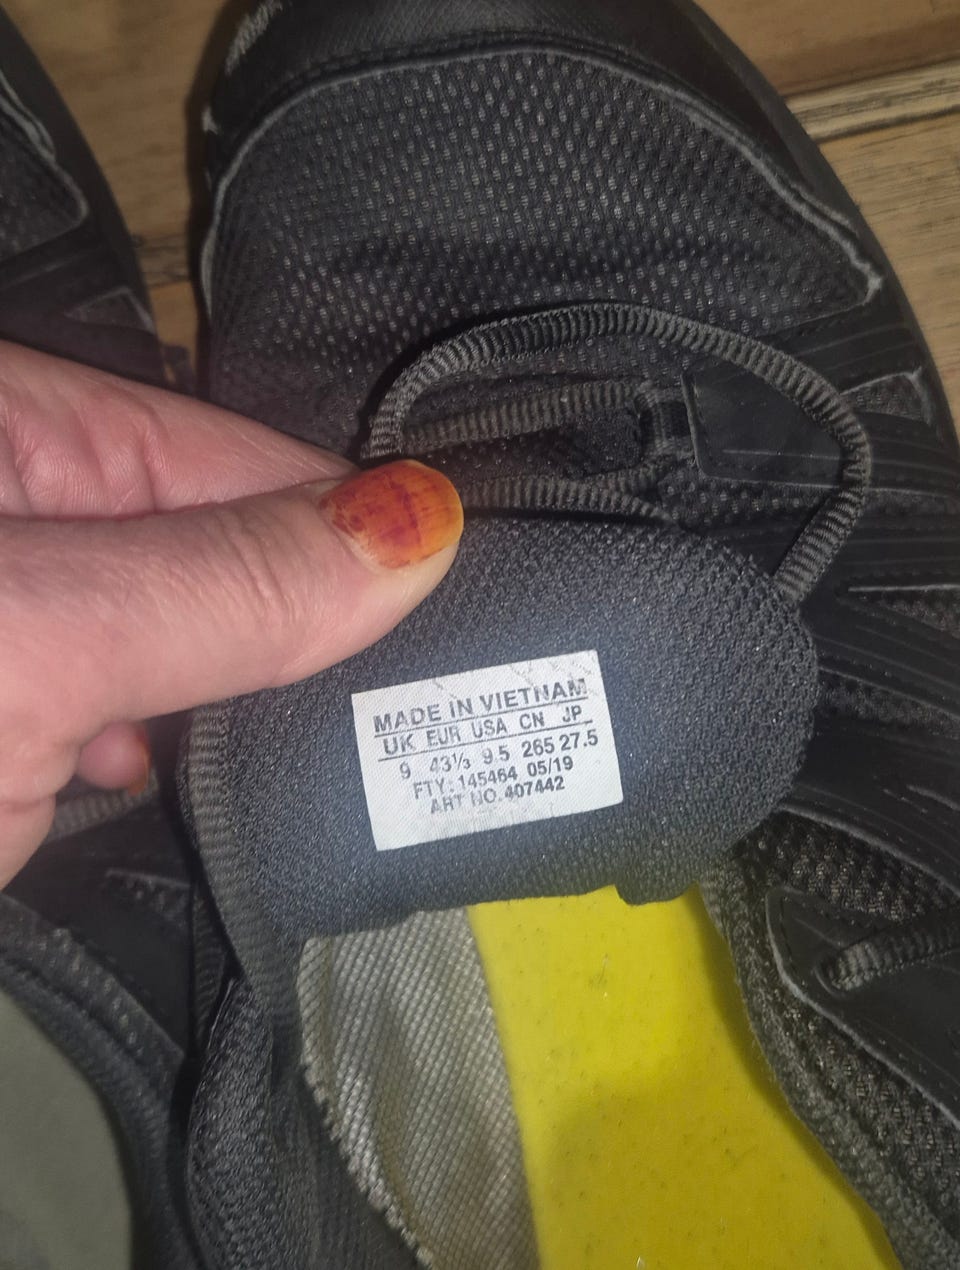 MADE IN VIETNAM
UK EUR USA CN JP
9 43⅓ 9.5 265 27.5
FTY: 145464 05/19
ART NO. 407442